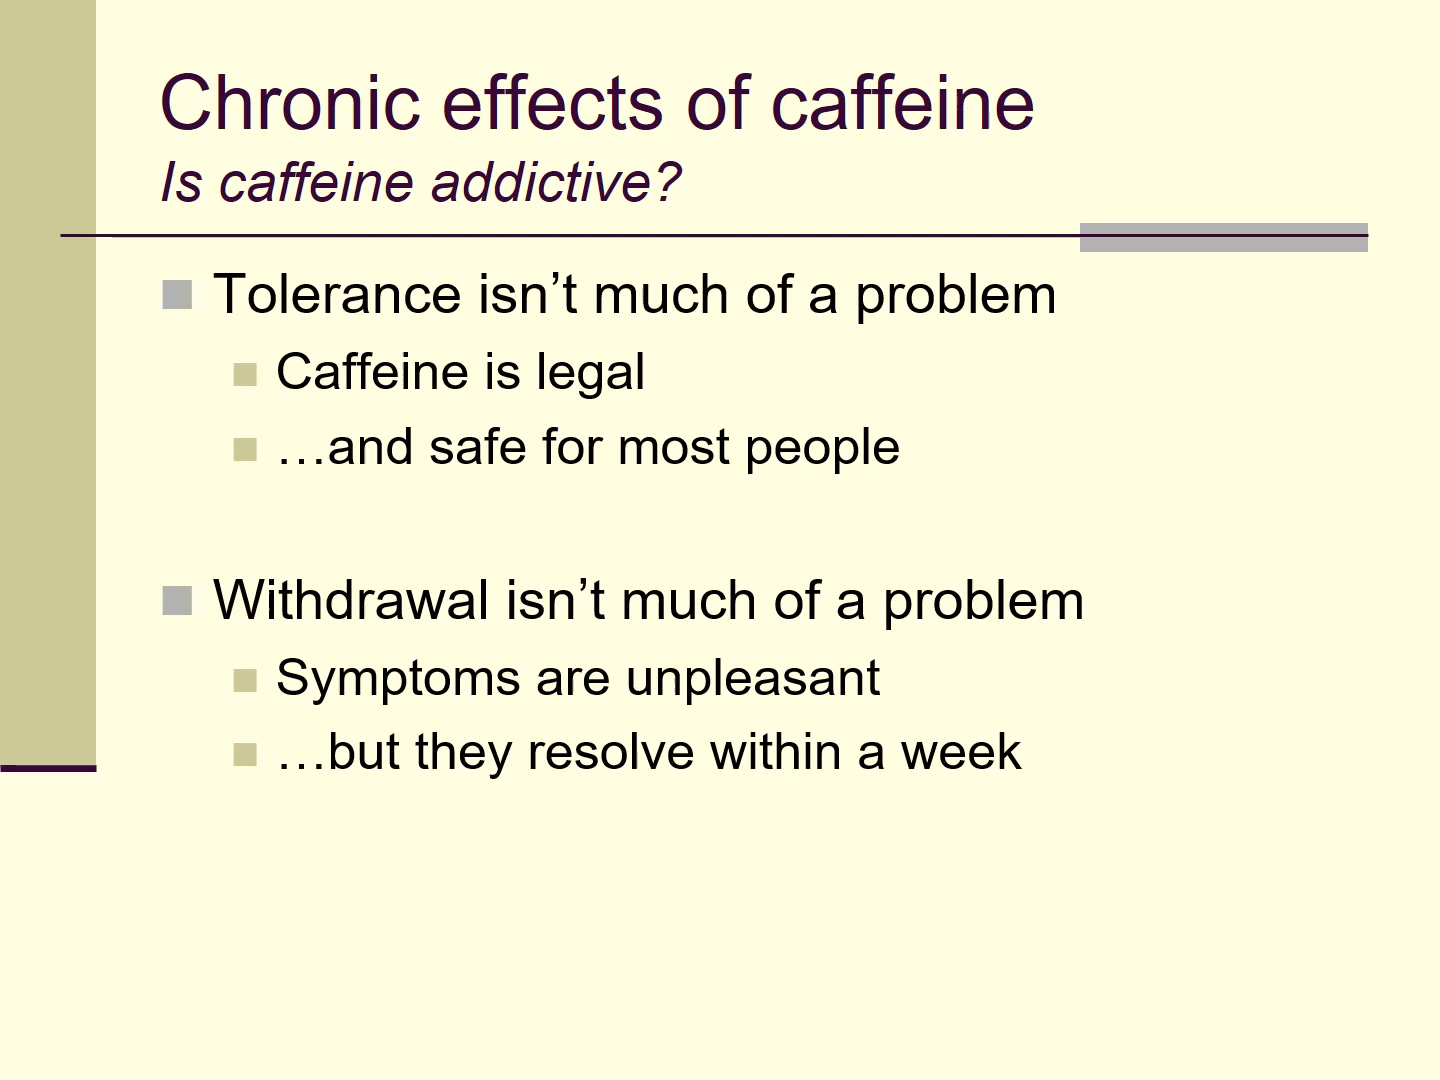 Chronic effects of caffeine
Is caffeine addictive?
Tolerance isn’t much of a problem
Caffeine is legal
…and safe for most people
Withdrawal isn’t much of a problem
Symptoms are unpleasant
…but they resolve within a week